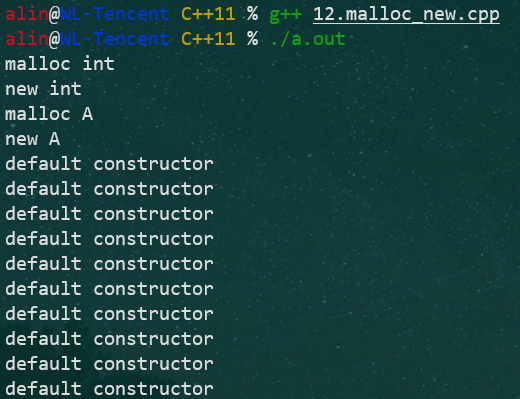 alin@WL-Tencent C++11 % g++ 12.malloc_new.cpp
alin@WL-Tencent C++11 % ./a.out
malloc int
new int
malloc A
new A
default constructor
default constructor
default constructor
default constructor
default constructor
default constructor
default constructor
default constructor
default constructor
default constructor